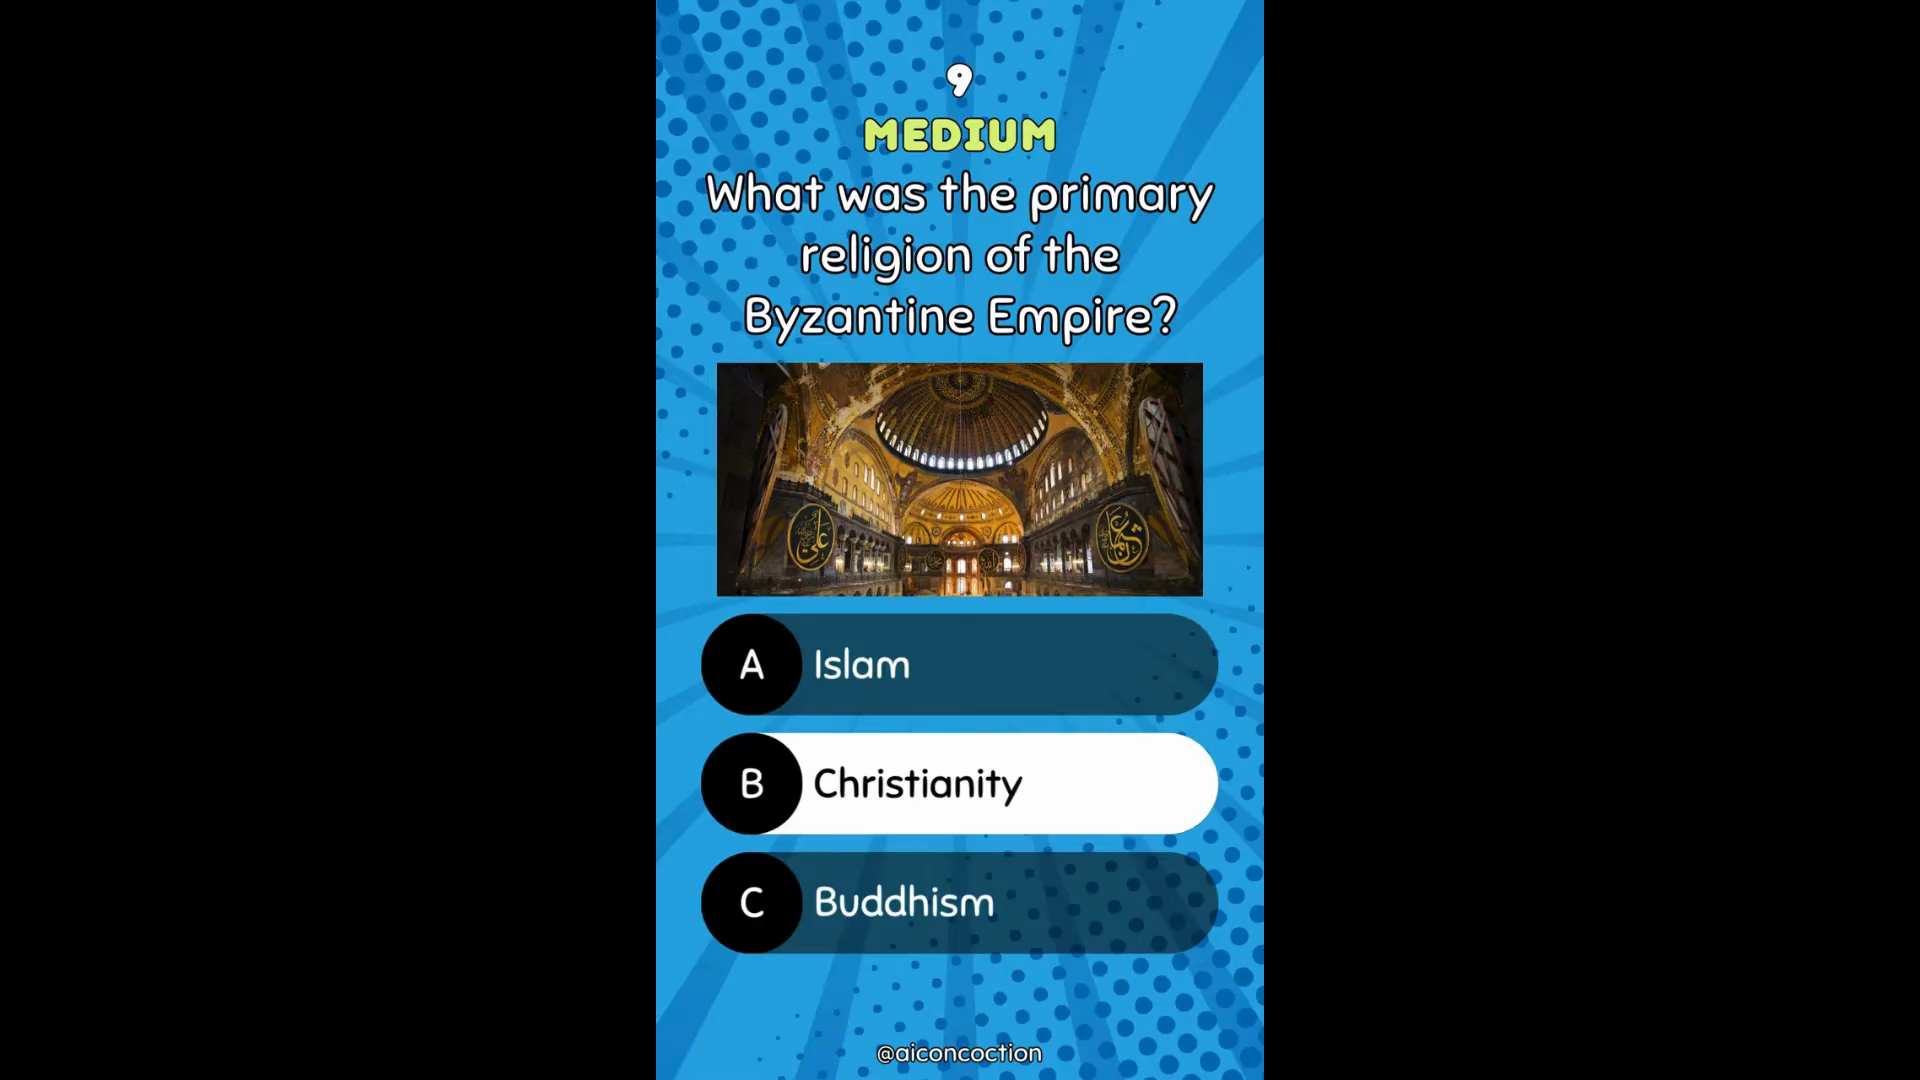 9
MEDIUM
What was the primary
religion of the
Byzantine Empire?
A Islam
B Christianity
C Buddhism
@aiconcoction